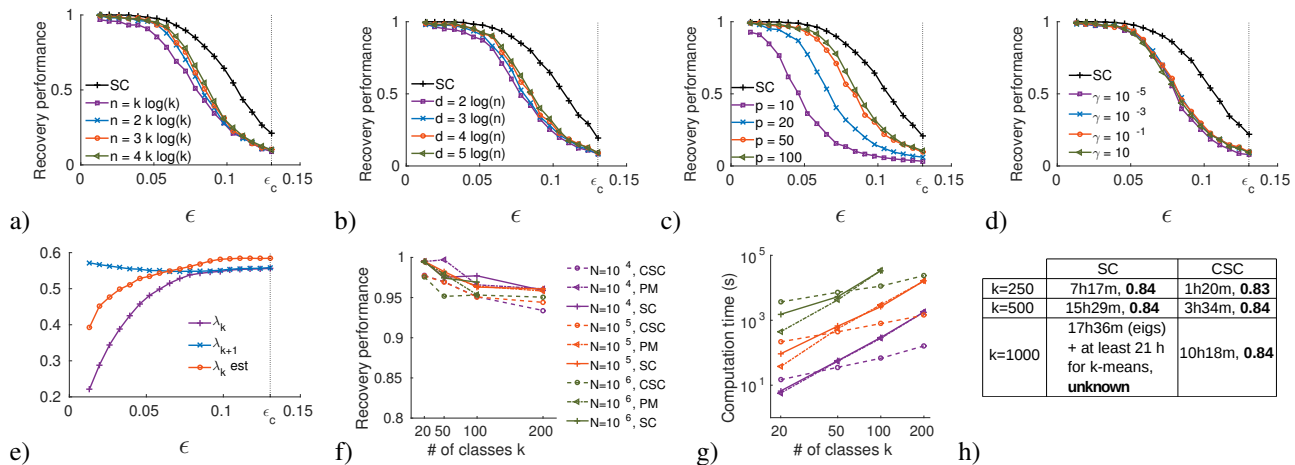 Recovery performance
1
0.5
0
SC
n = k log(k)
n = 2 k log(k)
n = 3 k log(k)
n = 4 k log(k)
0 0.05 0.1 ϵc 0.15
ϵ
a)
Recovery performance
1
0.5
0
SC
d = 2 log(n)
d = 3 log(n)
d = 4 log(n)
d = 5 log(n)
0 0.05 0.1 ϵc 0.15
ϵ
b)
Recovery performance
1
0.5
0
SC
p = 10
p = 20
p = 50
p = 100
0 0.05 0.1 ϵc 0.15
ϵ
c)
Recovery performance
1
0.5
0
SC
γ = 10 -5
γ = 10 -3
γ = 10 -1
γ = 10
0 0.05 0.1 ϵc 0.15
ϵ
d)
0.6
0.5
0.4
0.3
0.2
λk
λk+1
λk est
0 0.05 0.1 ϵc 0.15
ϵ
e)
Recovery performance
1
0.95
0.9
0.85
0.8
20 50 100 200
# of classes k
N=10 4, CSC
N=10 4, PM
N=10 4, SC
N=10 5, CSC
N=10 5, PM
N=10 5, SC
N=10 6, CSC
N=10 6, PM
N=10 6, SC
f)
Computation time (s)
10 5
10 3
10 1
20 50 100 200
# of classes k
g)
SC CSC
k=250 7h17m, 0.84 1h20m, 0.83
k=500 15h29m, 0.84 3h34m, 0.84
k=1000 17h36m (eigs) + at least 21 h for k-means, unknown 10h18m, 0.84
h)